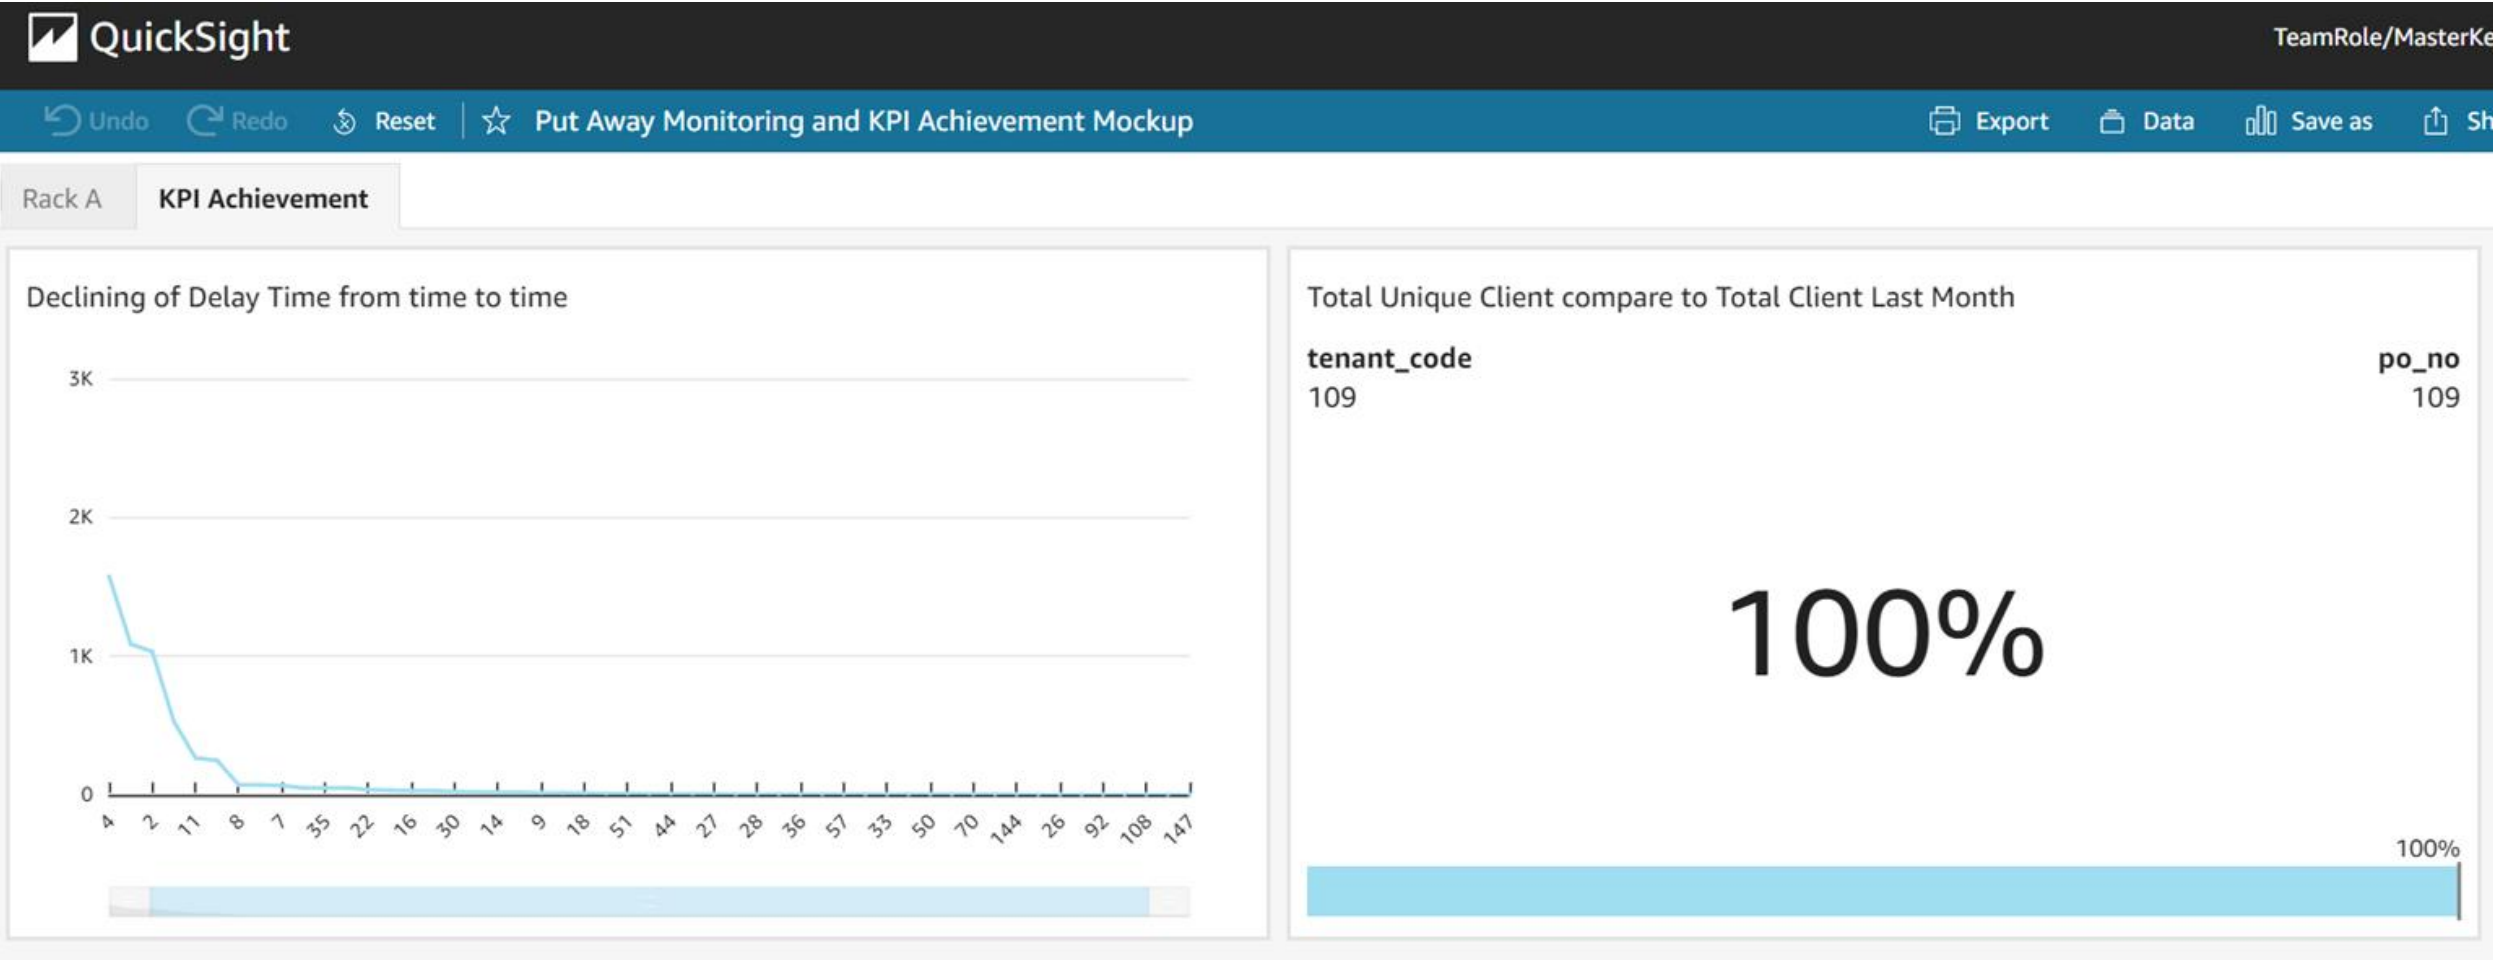 QuickSight
TeamRole/MasterKe
Undo Redo Reset Put Away Monitoring and KPI Achievement Mockup Export Data Save as Sh
Rack A KPI Achievement
Declining of Delay Time from time to time
3K
2K
1K
0
4 2 11 8 7 35 22 16 30 14 9 18 51 44 27 28 36 57 33 50 70 144 26 92 108 147
Total Unique Client compare to Total Client Last Month
tenant_code po_no
109 109
100%
100%